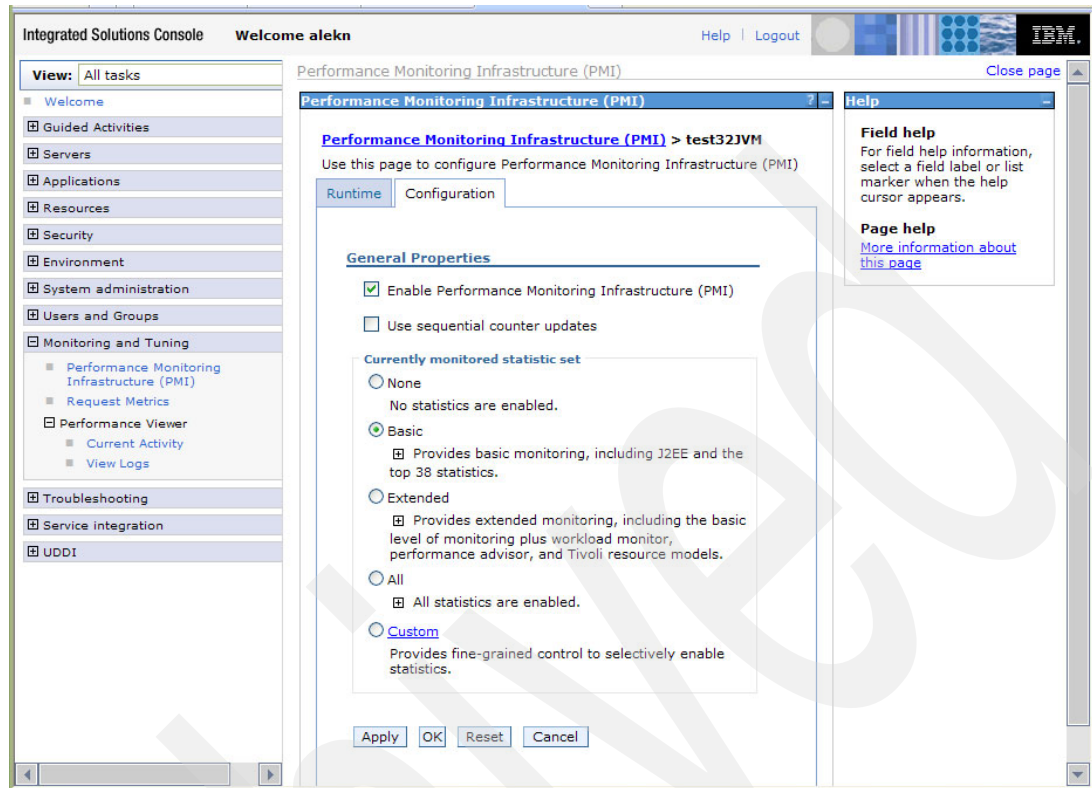 Integrated Solutions Console Welcome alekn Help | Logout IBM.
View: All tasks
Welcome
Guided Activities
Servers
Applications
Resources
Security
Environment
System administration
Users and Groups
Monitoring and Tuning
Performance Monitoring
Infrastructure (PMI)
Request Metrics
Performance Viewer
Current Activity
View Logs
Troubleshooting
Service integration
UDDI
Performance Monitoring Infrastructure (PMI) Close page
Performance Monitoring Infrastructure (PMI) ? -
Performance Monitoring Infrastructure (PMI) > test32JVM
Use this page to configure Performance Monitoring Infrastructure (PMI)
Runtime Configuration
General Properties
Enable Performance Monitoring Infrastructure (PMI)
Use sequential counter updates
Currently monitored statistic set
None
No statistics are enabled.
Basic
Provides basic monitoring, including J2EE and the
top 38 statistics.
Extended
Provides extended monitoring, including the basic
level of monitoring plus workload monitor,
performance advisor, and Tivoli resource models.
All
All statistics are enabled.
Custom
Provides fine-grained control to selectively enable
statistics.
Apply OK Reset Cancel
Help -
Field help
For field help information,
select a field label or list
marker when the help
cursor appears.
Page help
More information about
this page